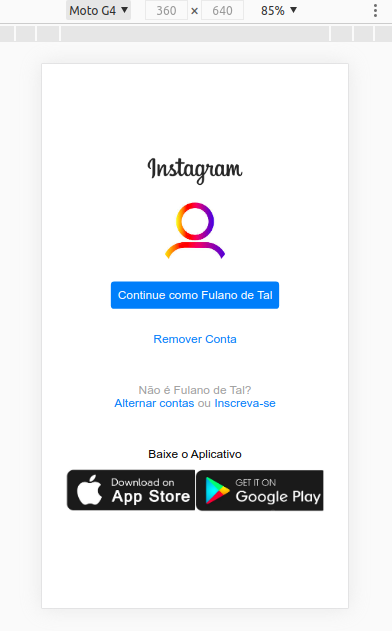 Moto G4 ▼ 360 × 640 85% ▼
Instagram
Continue como Fulano de Tal
Remover Conta
Não é Fulano de Tal?
Alternar contas ou Inscreva-se
Baixe o Aplicativo
Download on
App Store
GET IT ON
Google Play